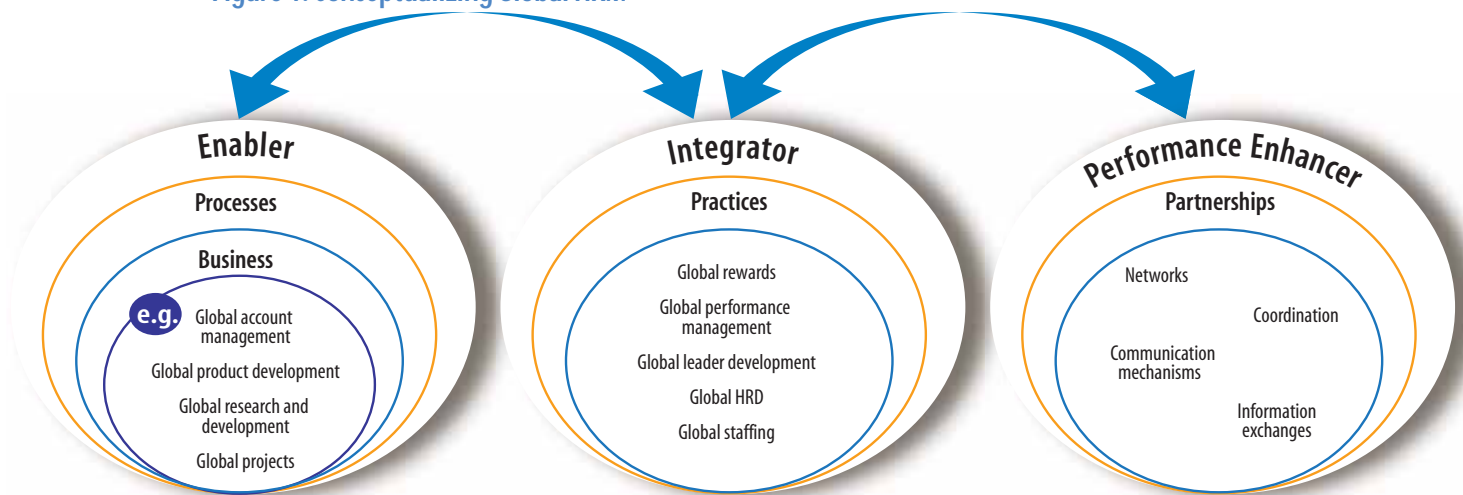 Enabler
Processes
Business
e.g.
Global account
management
Global product development
Global research and
development
Global projects
Integrator
Practices
Global rewards
Global performance
management
Global leader development
Global HRD
Global staffing
Performance Enhancer
Partnerships
Networks
Coordination
Communication
mechanisms
Information
exchanges